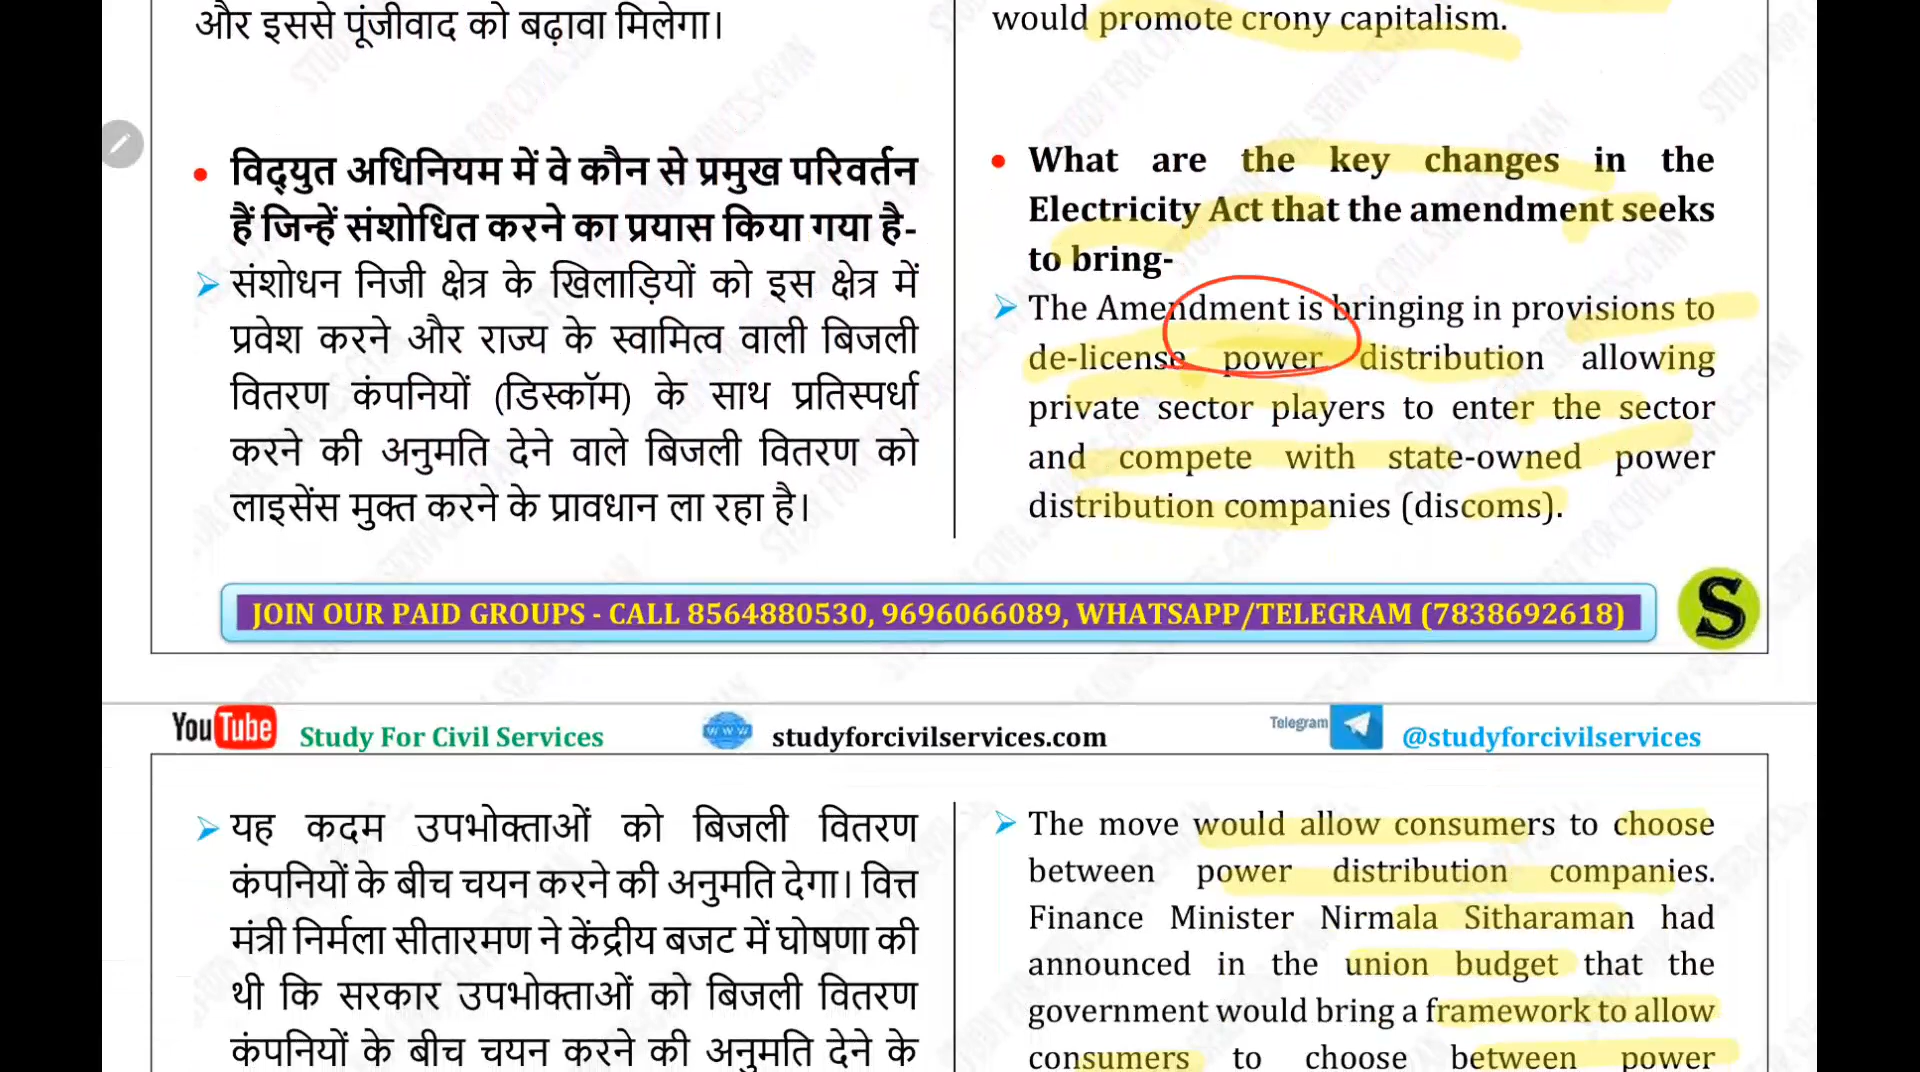 और इससे पूंजीवाद को बढ़ावा मिलेगा।
• विद्युत अधिनियम में वे कौन से प्रमुख परिवर्तन
हैं जिन्हें संशोधित करने का प्रयास किया गया है-
➢ संशोधन निजी क्षेत्र के खिलाड़ियों को इस क्षेत्र में
प्रवेश करने और राज्य के स्वामित्व वाली बिजली
वितरण कंपनियों (डिस्कॉम) के साथ प्रतिस्पर्धा
करने की अनुमति देने वाले बिजली वितरण को
लाइसेंस मुक्त करने के प्रावधान ला रहा है।
would promote crony capitalism.
• What are the key changes in the
Electricity Act that the amendment seeks
to bring-
➢ The Amendment is bringing in provisions to
de-license power distribution allowing
private sector players to enter the sector
and compete with state-owned power
distribution companies (discoms).
JOIN OUR PAID GROUPS - CALL 8564880530, 9696066089, WHATSAPP/TELEGRAM (7838692618)
S
YouTube Study For Civil Services
www studyforcivilservices.com
Telegram @studyforcivilservices
➢ यह कदम उपभोक्ताओं को बिजली वितरण
कंपनियों के बीच चयन करने की अनुमति देगा। वित्त
मंत्री निर्मला सीतारमण ने केंद्रीय बजट में घोषणा की
थी कि सरकार उपभोक्ताओं को बिजली वितरण
कंपनियों के बीच चयन करने की अनुमति देने के
➢ The move would allow consumers to choose
between power distribution companies.
Finance Minister Nirmala Sitharaman had
announced in the union budget that the
government would bring a framework to allow
consumers to choose between power